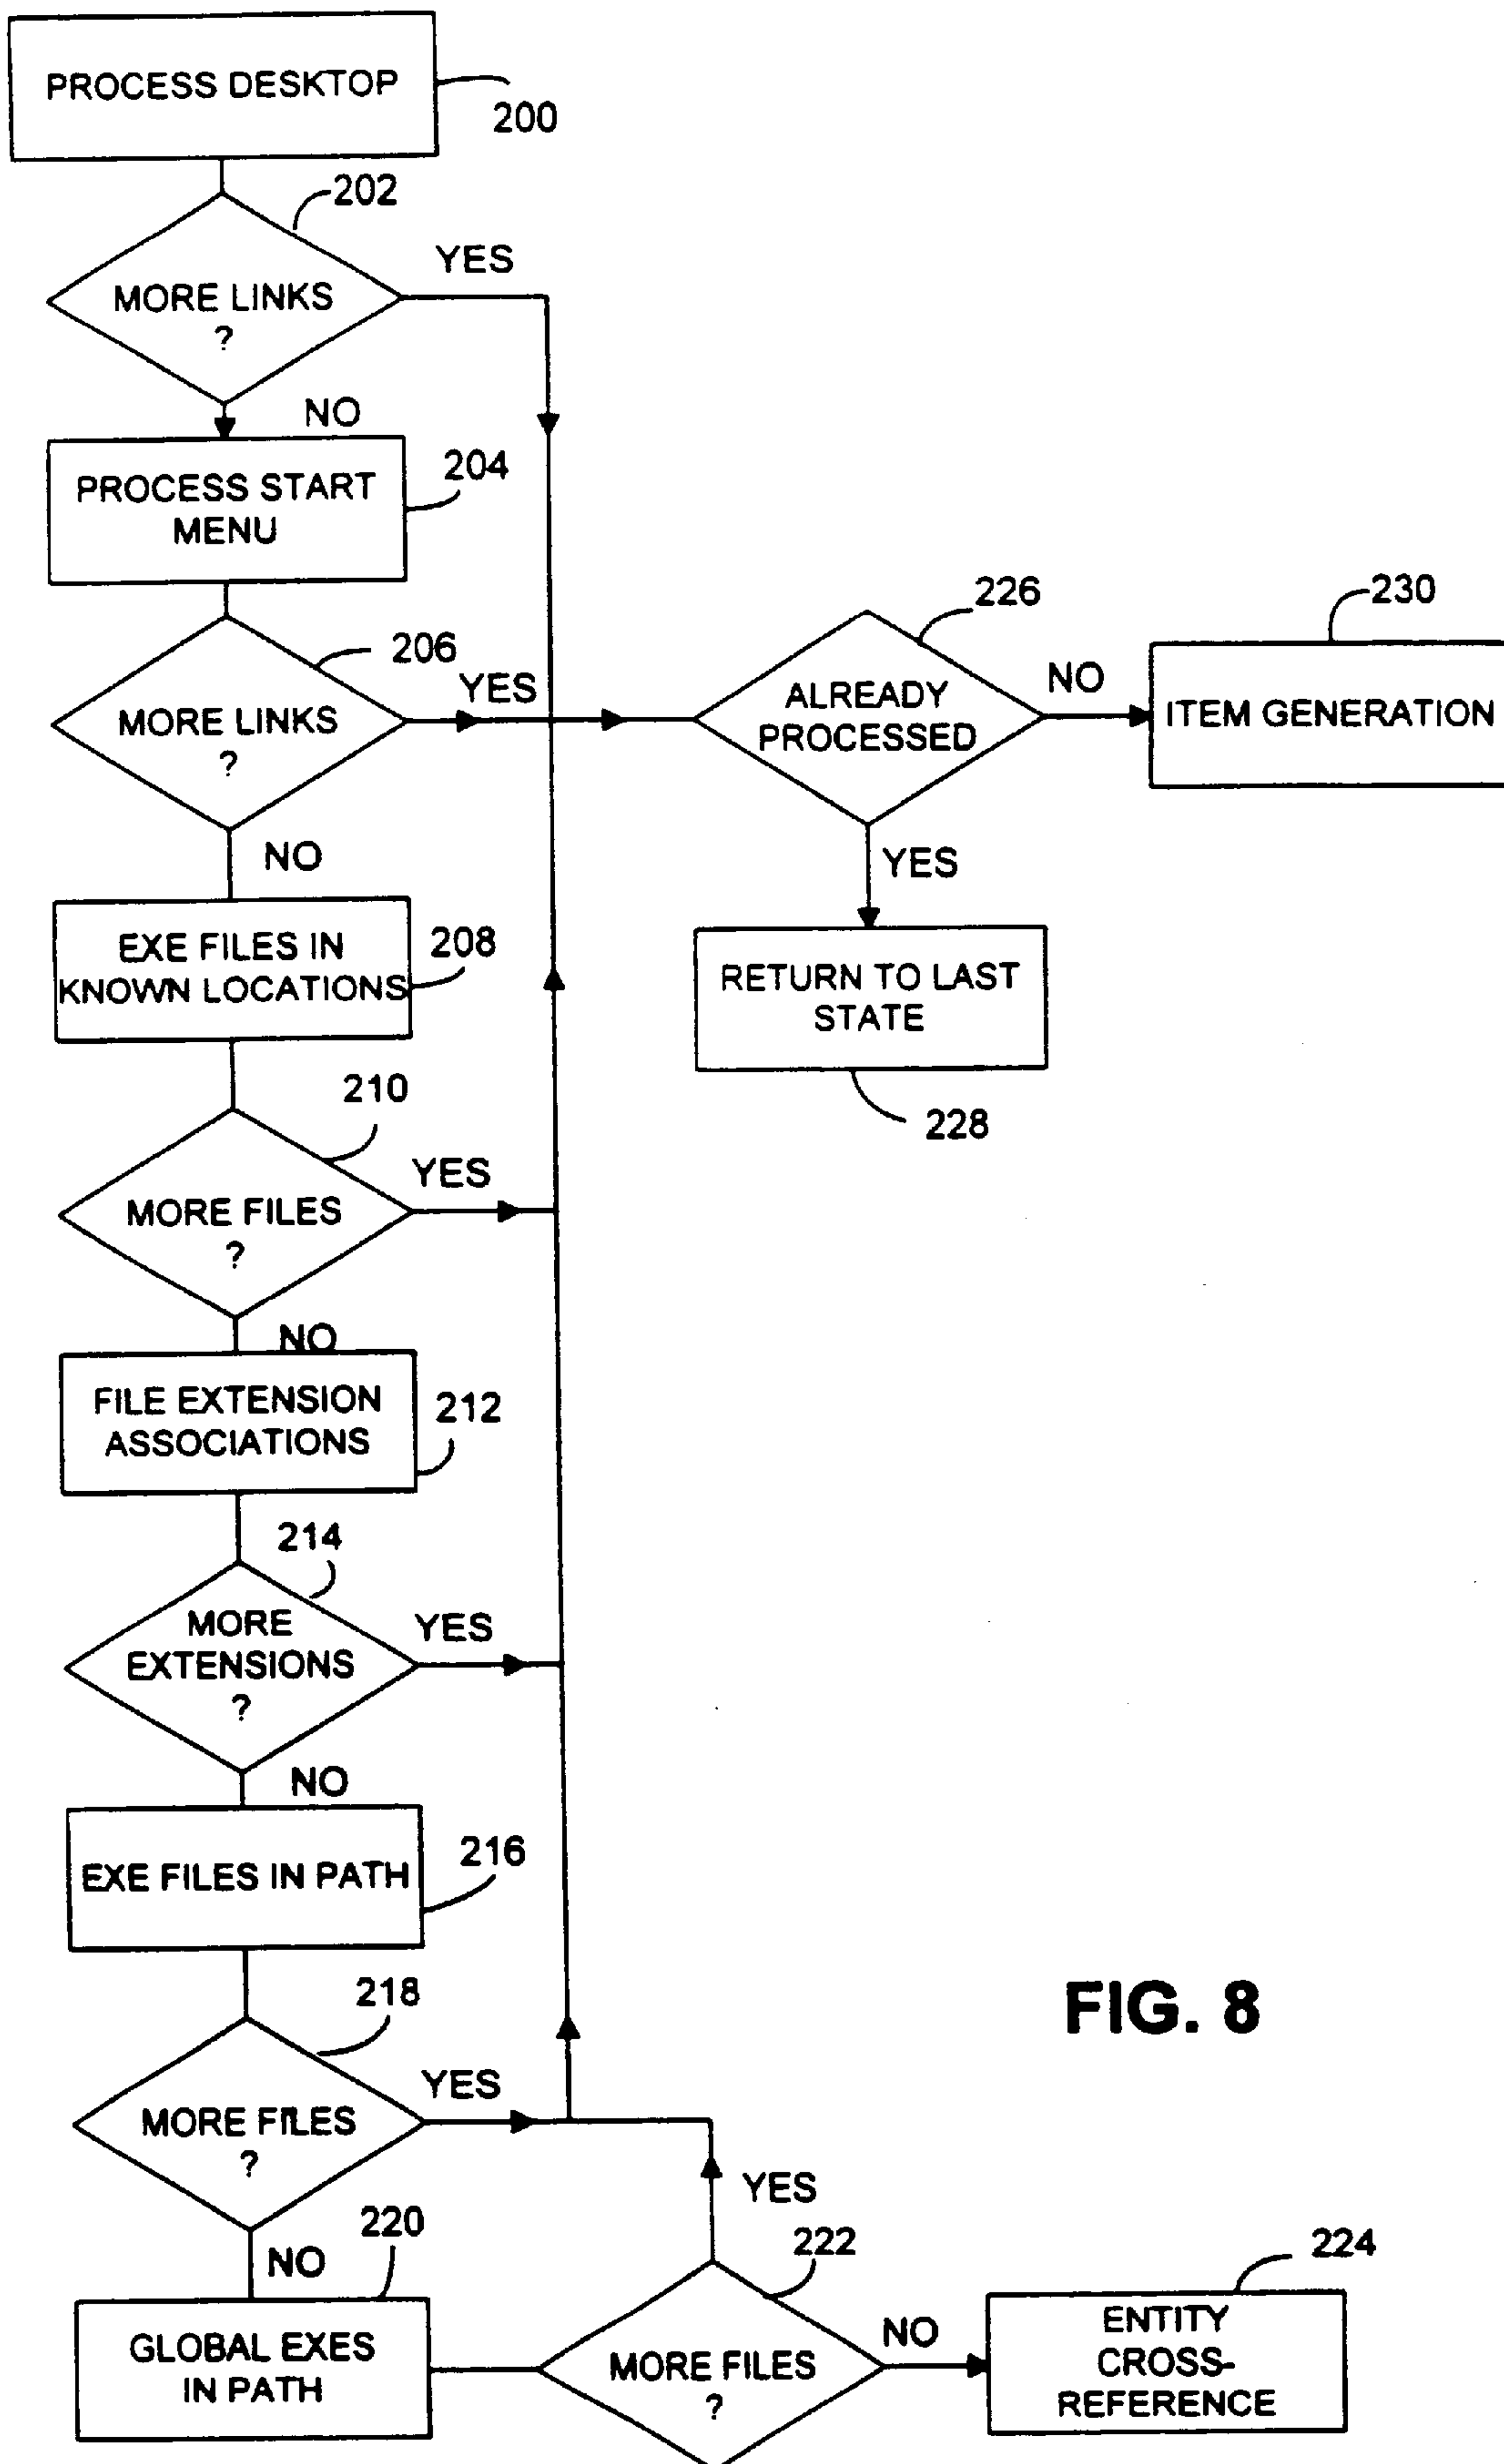 PROCESS DESKTOP
200
202
MORE LINKS
?
YES
NO
PROCESS START
MENU
204
206
MORE LINKS
?
YES
NO
226
ALREADY
PROCESSED
NO
230
ITEM GENERATION
YES
RETURN TO LAST
STATE
228
EXE FILES IN
KNOWN LOCATIONS
208
210
MORE FILES
?
YES
NO
FILE EXTENSION
ASSOCIATIONS
212
214
MORE
EXTENSIONS
?
YES
NO
EXE FILES IN PATH
216
218
MORE FILES
?
YES
NO
220
GLOBAL EXES
IN PATH
222
MORE FILES
?
YES
NO
224
ENTITY
CROSS-
REFERENCE
FIG. 8